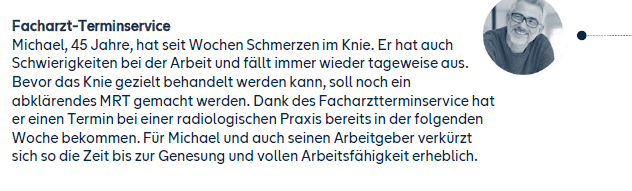 Facharzt-Terminservice
Michael, 45 Jahre, hat seit Wochen Schmerzen im Knie. Er hat auch
Schwierigkeiten bei der Arbeit und fällt immer wieder tageweise aus.
Bevor das Knie gezielt behandelt werden kann, soll noch ein
abklärendes MRT gemacht werden. Dank des Facharztterminservice hat
er einen Termin bei einer radiologischen Praxis bereits in der folgenden
Woche bekommen. Für Michael und auch seinen Arbeitgeber verkürzt
sich so die Zeit bis zur Genesung und vollen Arbeitsfähigkeit erheblich.